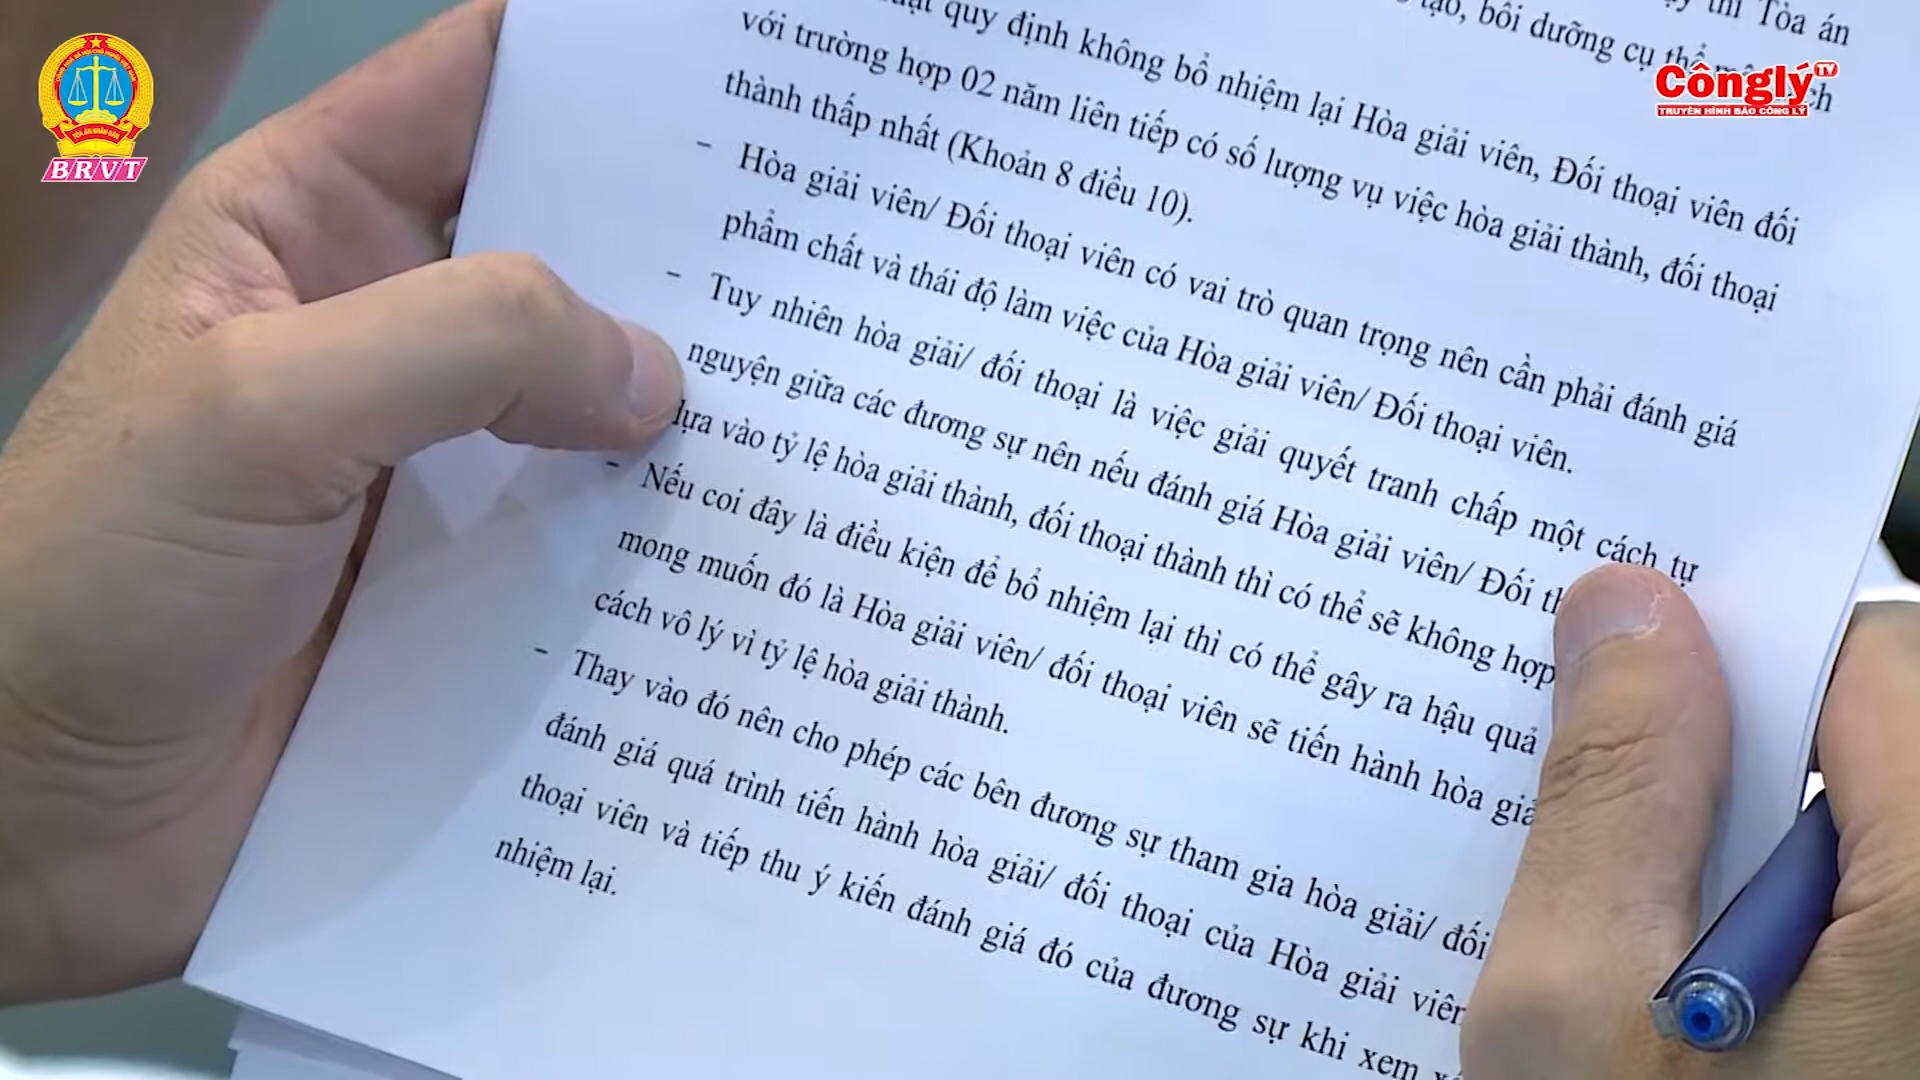 BRVT
Cônglý TV
TRUYỀN HÌNH BÁO CÔNG LÝ
thì Tòa án
tạo, bồi dưỡng cụ thể
quy định không bổ nhiệm lại Hòa giải viên, Đối thoại viên đối
với trường hợp 02 năm liên tiếp có số lượng vụ việc hòa giải thành, đối thoại
thành thấp nhất (Khoản 8 điều 10).
- Hòa giải viên/ Đối thoại viên có vai trò quan trọng nên cần phải đánh giá
phẩm chất và thái độ làm việc của Hòa giải viên/ Đối thoại viên.
- Tuy nhiên hòa giải/ đối thoại là việc giải quyết tranh chấp một cách tự
nguyện giữa các đương sự nên nếu đánh giá Hòa giải viên/ Đối
vào tỷ lệ hòa giải thành, đối thoại thành thì có thể sẽ không hợp
- Nếu coi đây là điều kiện để bổ nhiệm lại thì có thể gây ra hậu quả
mong muốn đó là Hòa giải viên/ đối thoại viên sẽ tiến hành hòa
cách vô lý vì tỷ lệ hòa giải thành.
- Thay vào đó nên cho phép các bên đương sự tham gia hòa giải/ đối
đánh giá quá trình tiến hành hòa giải/ đối thoại của Hòa giải viên
thoại viên và tiếp thu ý kiến đánh giá đó của đương sự khi xem
nhiệm lại.